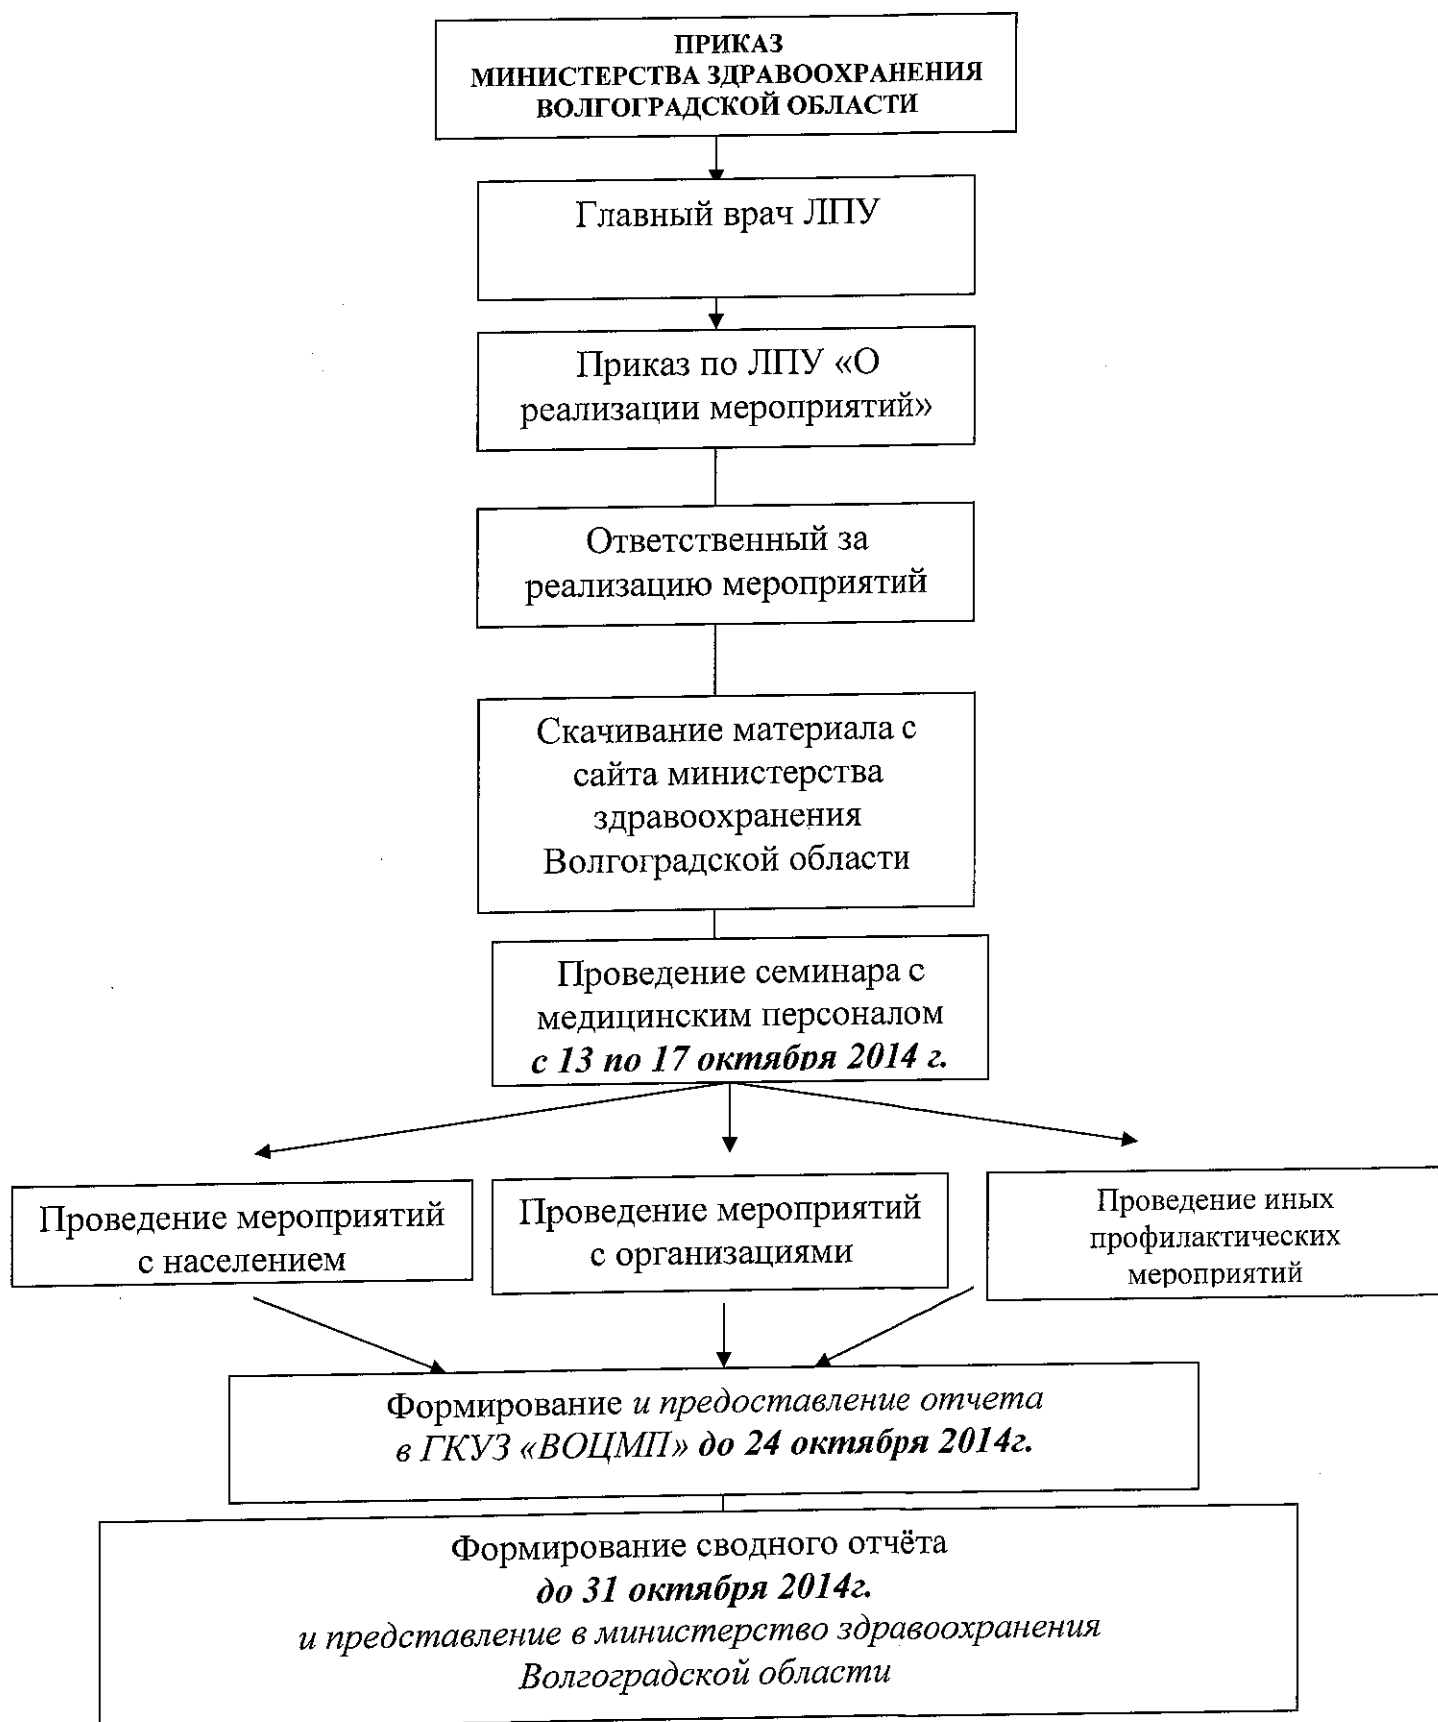 ПРИКАЗ
МИНИСТЕРСТВА ЗДРАВООХРАНЕНИЯ
ВОЛГОГРАДСКОЙ ОБЛАСТИ
Главный врач ЛПУ
Приказ по ЛПУ «О
реализации мероприятий»
Ответственный за
реализацию мероприятий
Скачивание материала с
сайта министерства
здравоохранения
Волгоградской области
Проведение семинара с
медицинским персоналом
с 13 по 17 октября 2014 г.
Проведение мероприятий
с населением
Проведение мероприятий
с организациями
Проведение иных
профилактических
мероприятий
Формирование и предоставление отчета
в ГКУЗ «ВОЦМП» до 24 октября 2014г.
Формирование сводного отчёта
до 31 октября 2014г.
и представление в министерство здравоохранения
Волгоградской области